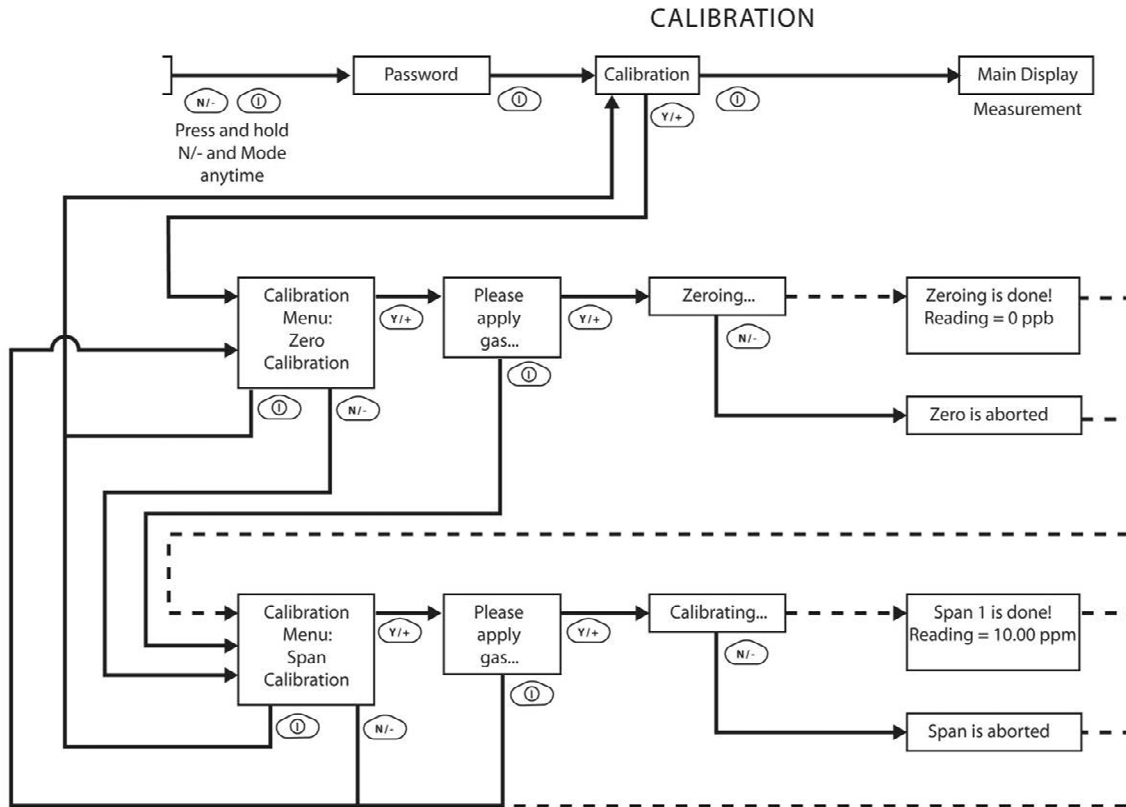 CALIBRATION
Password
Calibration
Main Display
N/-
Y/+
Measurement
Press and hold
N/- and Mode
anytime
Calibration
Menu:
Zero
Calibration
Y/+
Please
apply
gas...
Y/+
Zeroing...
N/-
Zeroing is done!
Reading = 0 ppb
N/-
Zero is aborted
Calibration
Menu:
Span
Calibration
Y/+
Please
apply
gas...
Y/+
Calibrating...
N/-
Span 1 is done!
Reading = 10.00 ppm
N/-
Span is aborted